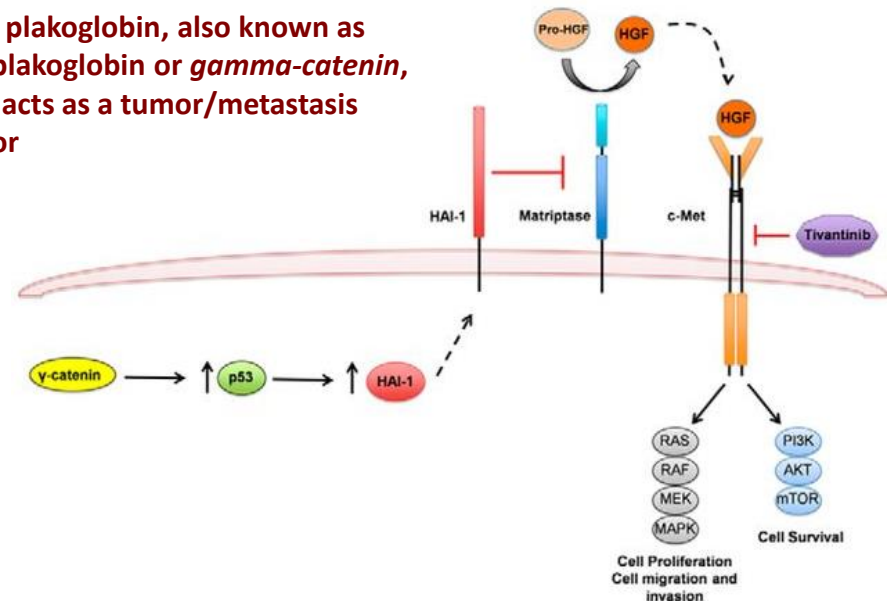 plakoglobin, also known as
plakoglobin or gamma-catenin,
acts as a tumor/metastasis
or
Pro-HGF
HGF
HGF
HAI-1
Matriptase
c-Met
Tivantinib
γ-catenin
p53
HAI-1
RAS
RAF
MEK
MAPK
PI3K
AKT
mTOR
Cell Survival
Cell Proliferation
Cell migration and
invasion